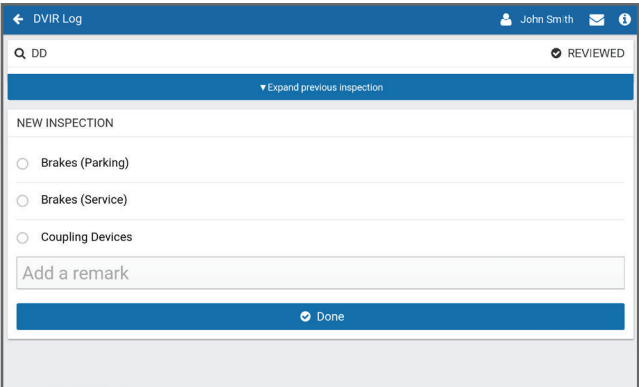 DVIR Log John Smith
DD REVIEWED
▼Expand previous inspection
NEW INSPECTION
Brakes (Parking)
Brakes (Service)
Coupling Devices
Add a remark
Done